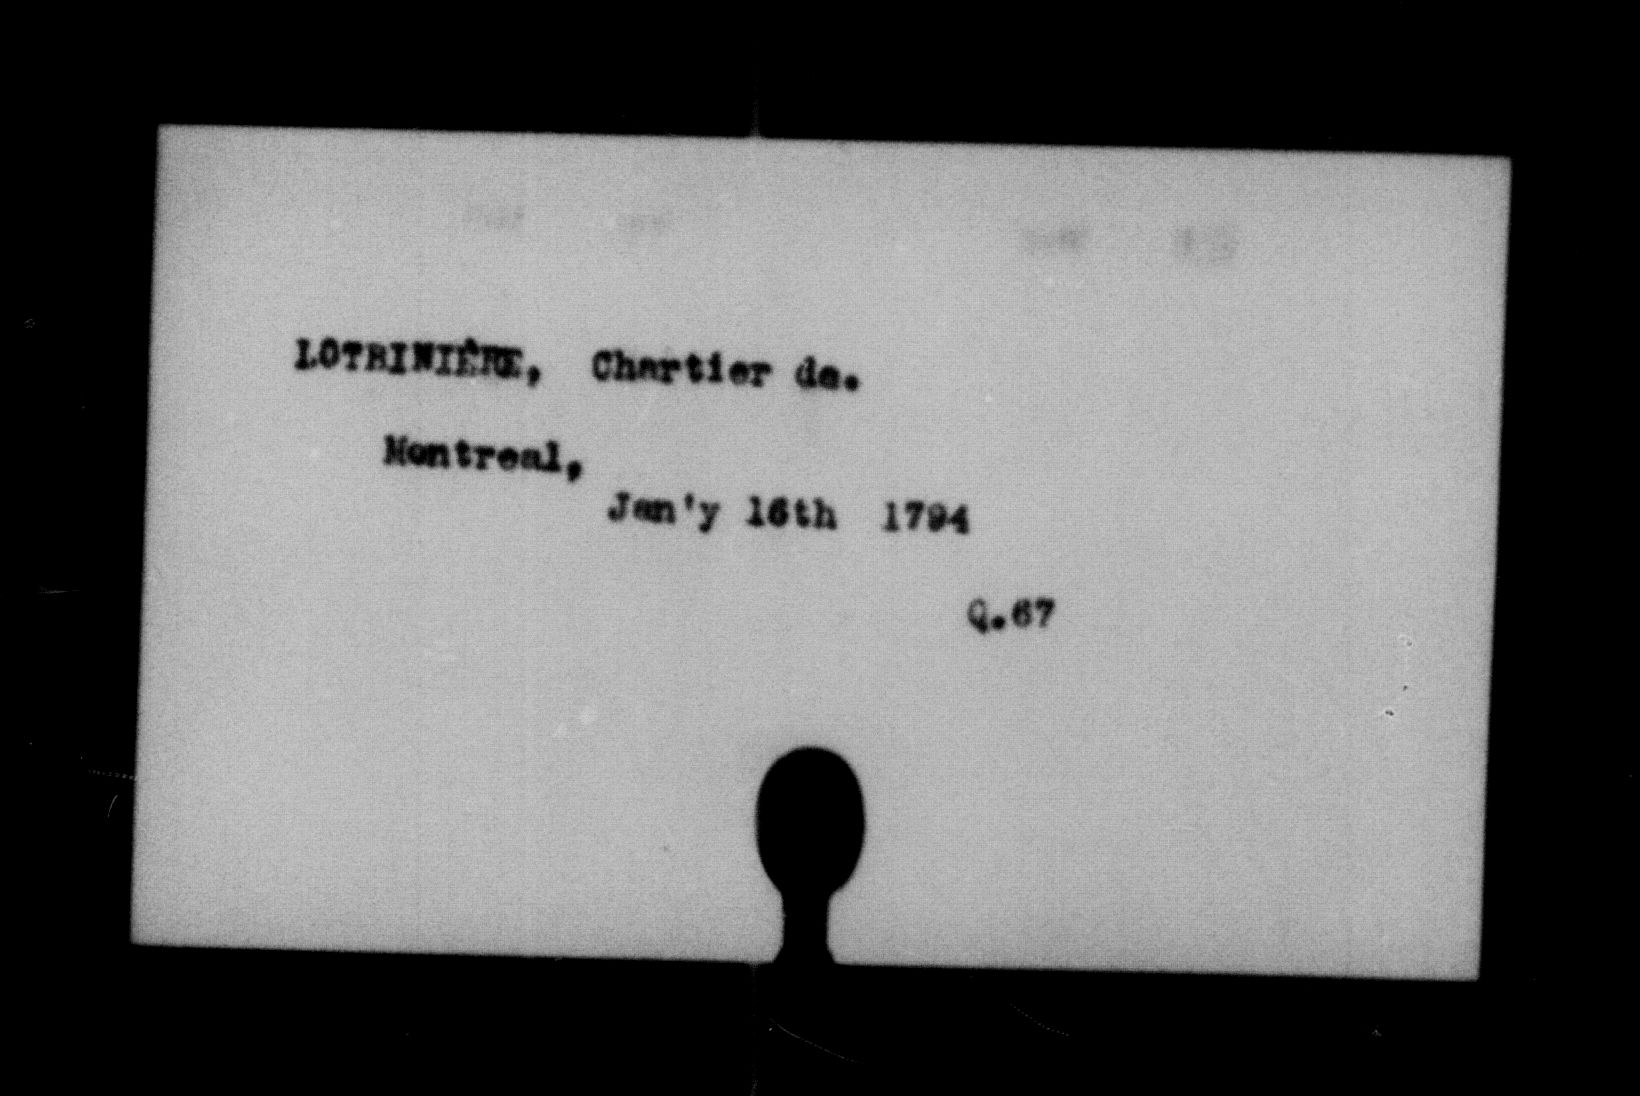 LOTBINIÈRE, Chartier de.
Montreal,
Jan'y 16th 1794
Q.67